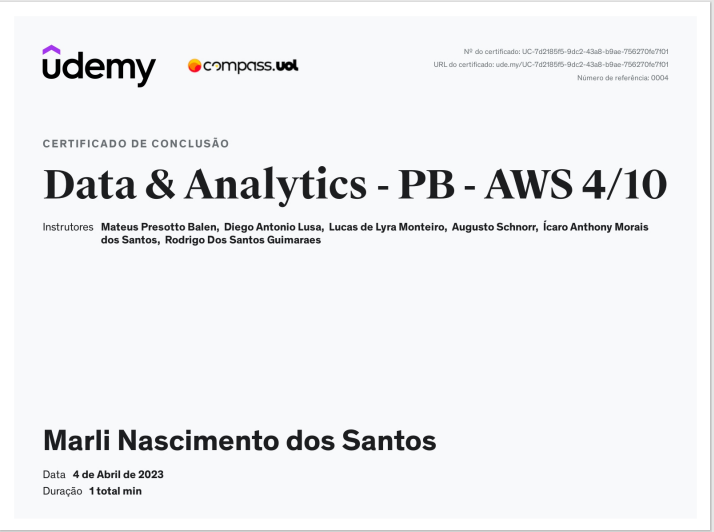 udemy
compass.uol
Nº do certificado: UC-7d2185f5-9dc2-43a8-b9ae-756270fe7f01
URL do certificado: ude.my/UC-7d2185f5-9dc2-43a8-b9ae-756270fe7f01
Número de referência: 0004
CERTIFICADO DE CONCLUSÃO
Data & Analytics - PB - AWS 4/10
Instrutores Mateus Presotto Balen, Diego Antonio Lusa, Lucas de Lyra Monteiro, Augusto Schnorr, Ícaro Anthony Morais
dos Santos, Rodrigo Dos Santos Guimaraes
Marli Nascimento dos Santos
Data 4 de Abril de 2023
Duração 1 total min